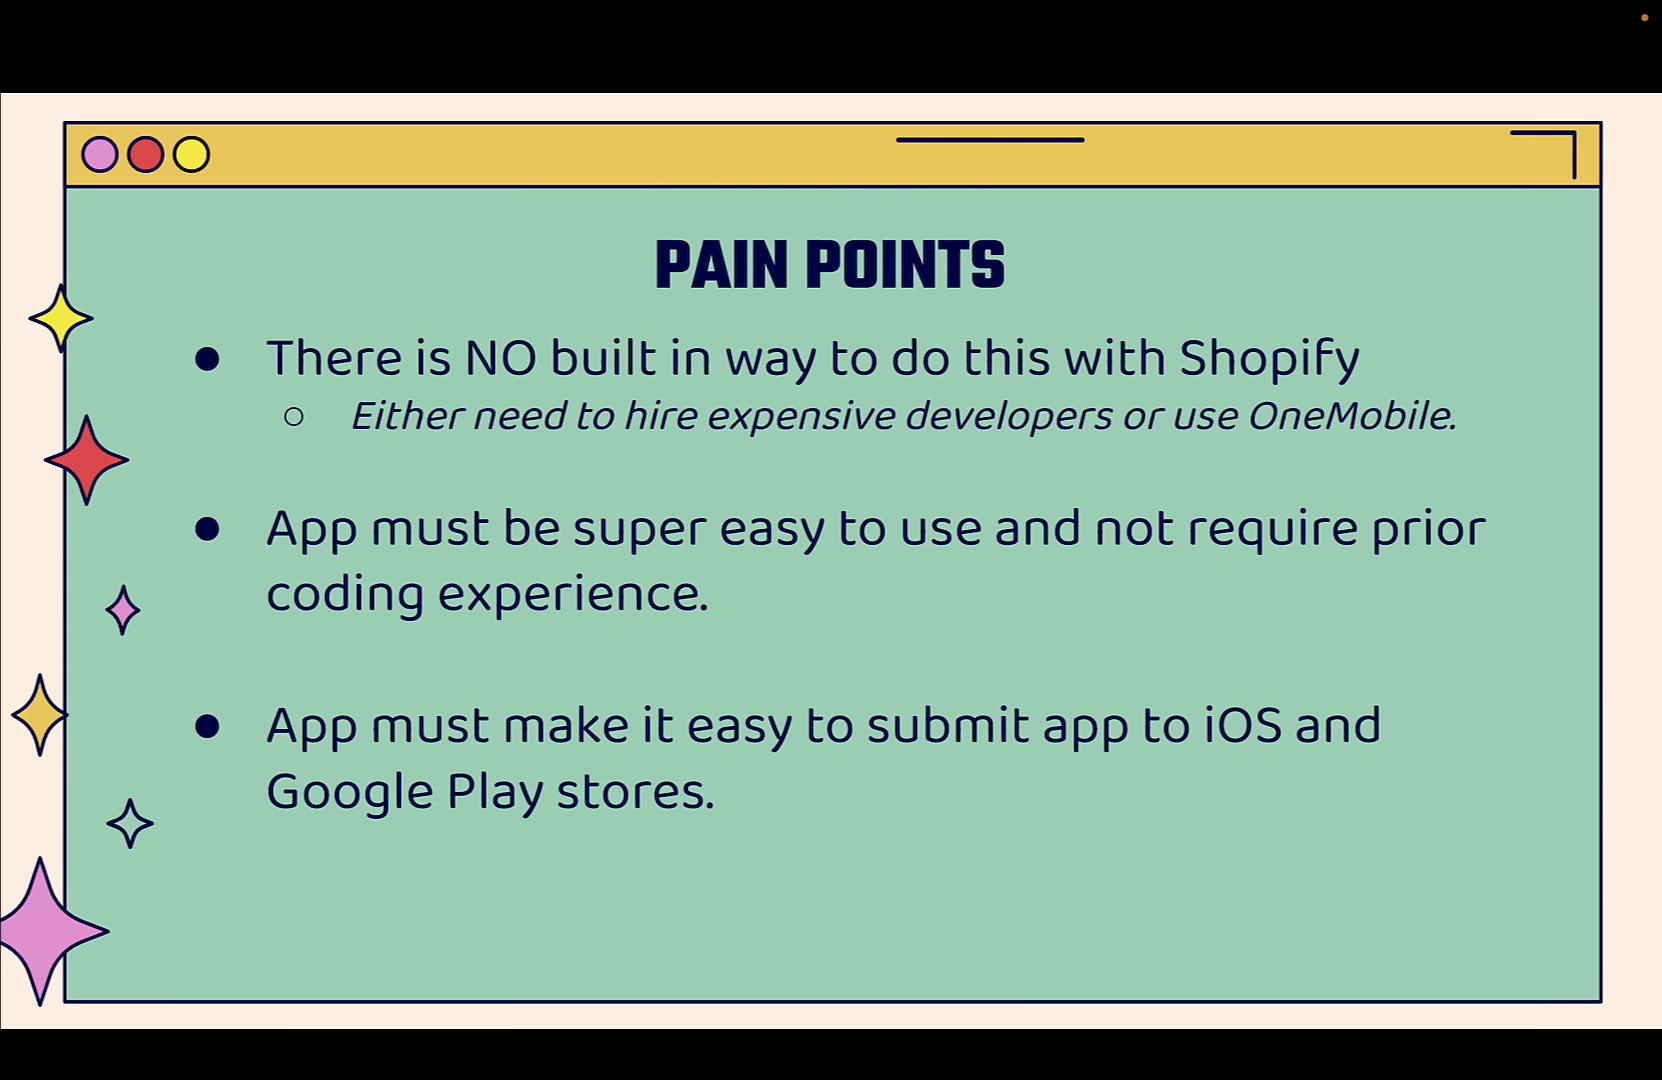 PAIN POINTS
● There is NO built in way to do this with Shopify
○ Either need to hire expensive developers or use OneMobile.
● App must be super easy to use and not require prior
coding experience.
● App must make it easy to submit app to iOS and
Google Play stores.